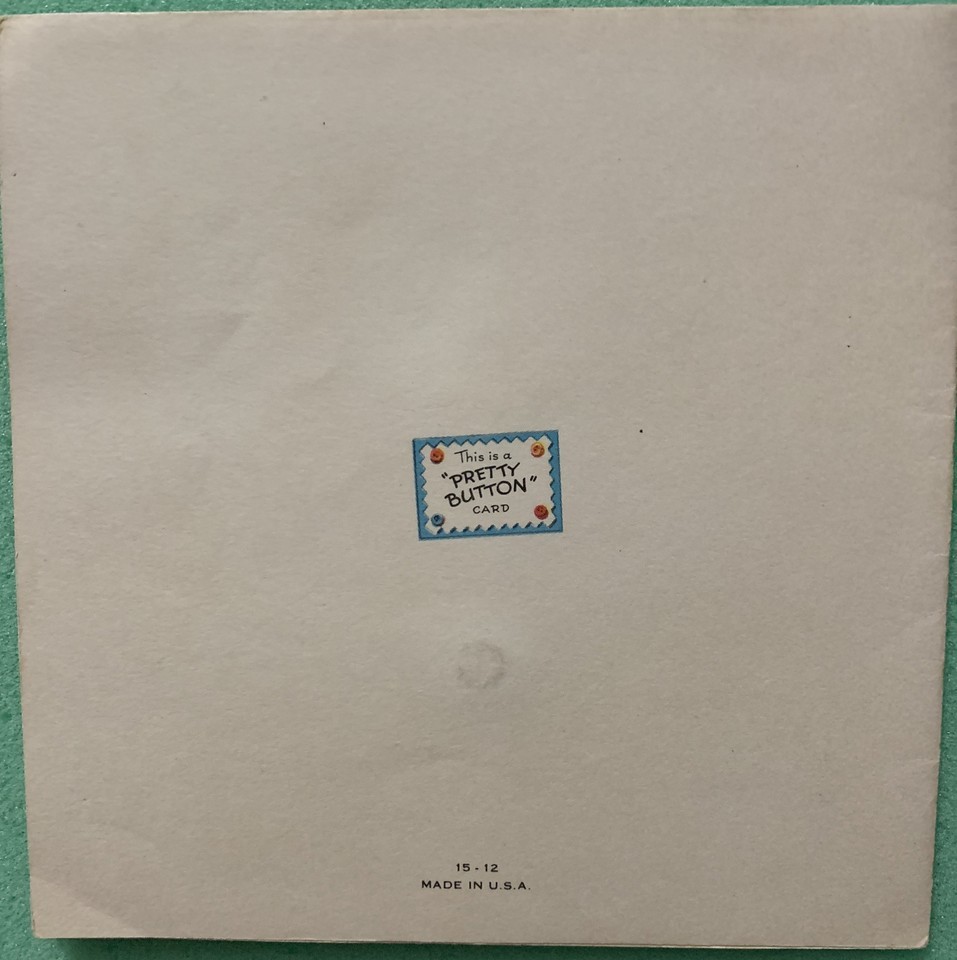 This is a
"PRETTY
BUTTON"
CARD
15-12
MADE IN U.S.A.